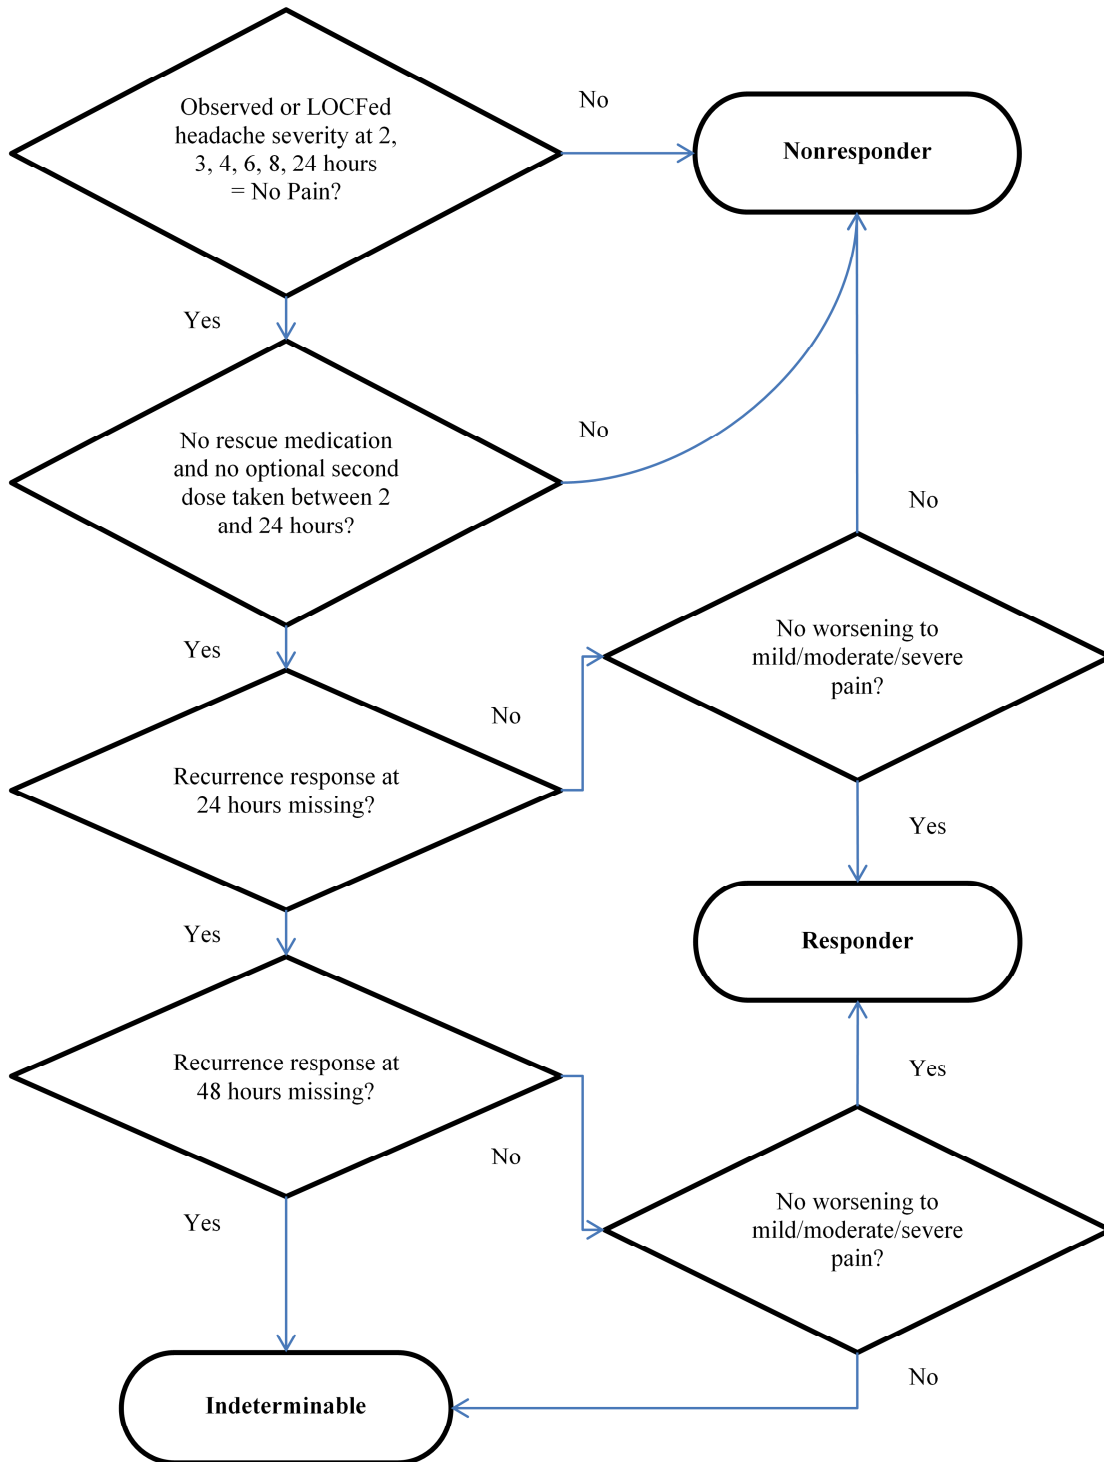 Observed or LOCFed
headache severity at 2,
3, 4, 6, 8, 24 hours
= No Pain?
No
Nonresponder
Yes
No rescue medication
and no optional second
dose taken between 2
and 24 hours?
No
No
Yes
No worsening to
mild/moderate/severe
pain?
No
Recurrence response at
24 hours missing?
Yes
Yes
Responder
Recurrence response at
48 hours missing?
Yes
No
No worsening to
mild/moderate/severe
pain?
Yes
No
Indeterminable